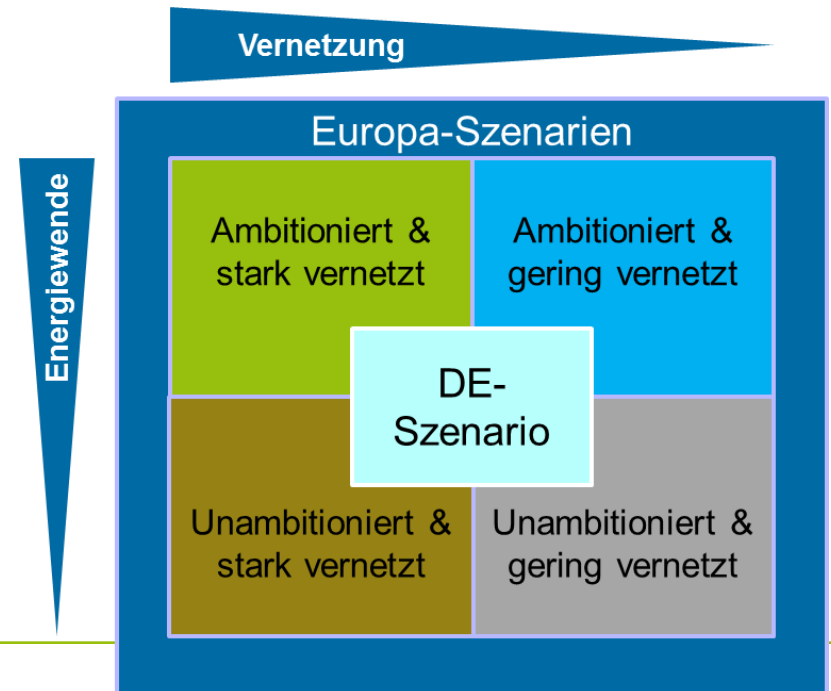 Vernetzung
Europa-Szenarien
Energiewende
Ambitioniert &
stark vernetzt
Ambitioniert &
gering vernetzt
DE-
Szenario
Unambitioniert &
stark vernetzt
Unambitioniert &
gering vernetzt